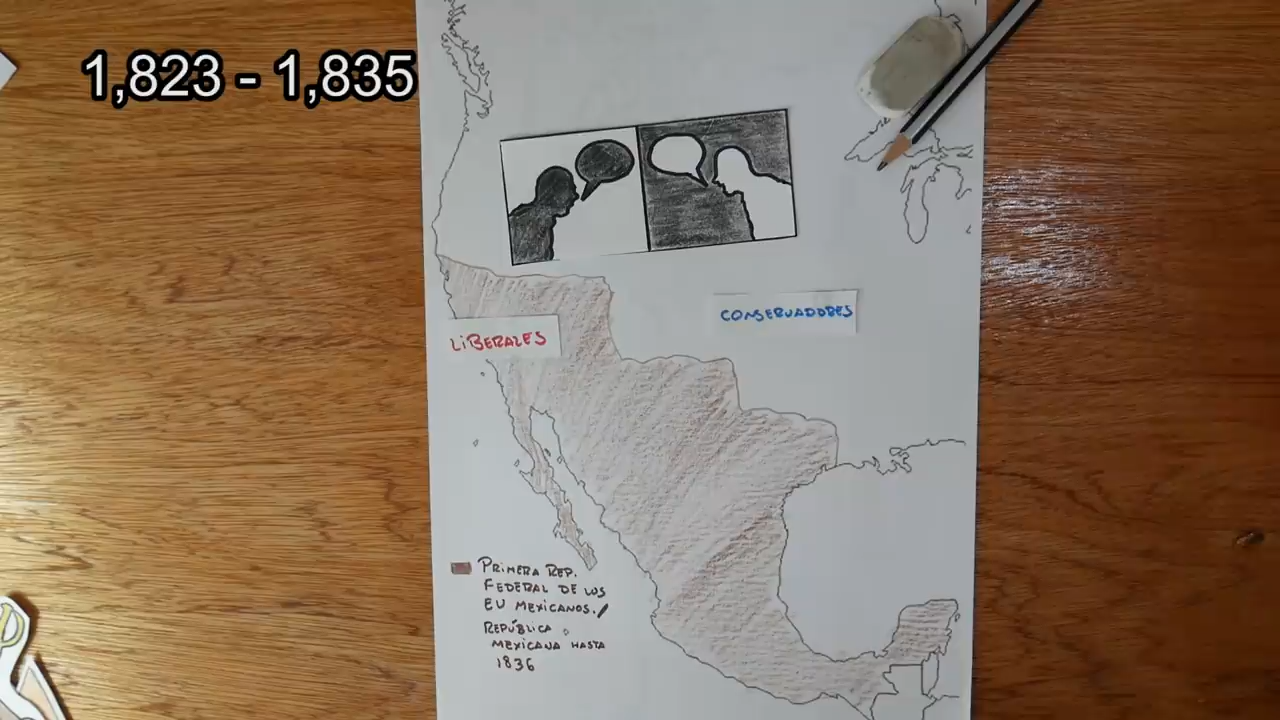 1,823 - 1,835
CONSERVADORES
LiBERALES
PRIMERA REP.
FEDERAL DE LOS
EU MEXICANOS./
REPÚBLICA
MEXICANA HASTA
1836